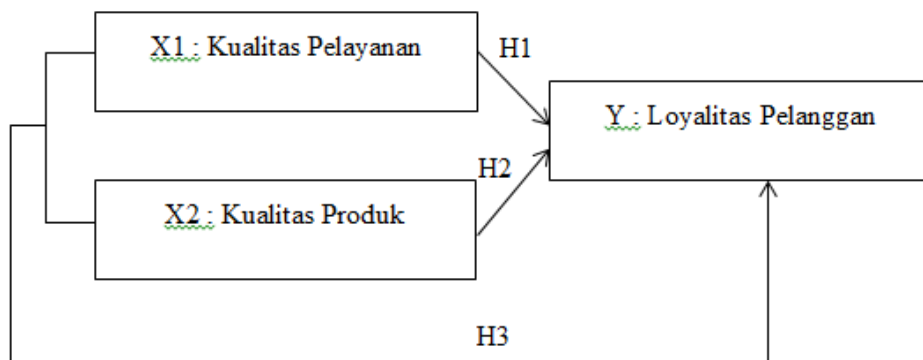 X1 : Kualitas Pelayanan
H1
Y : Loyalitas Pelanggan
H2
X2 : Kualitas Produk
H3